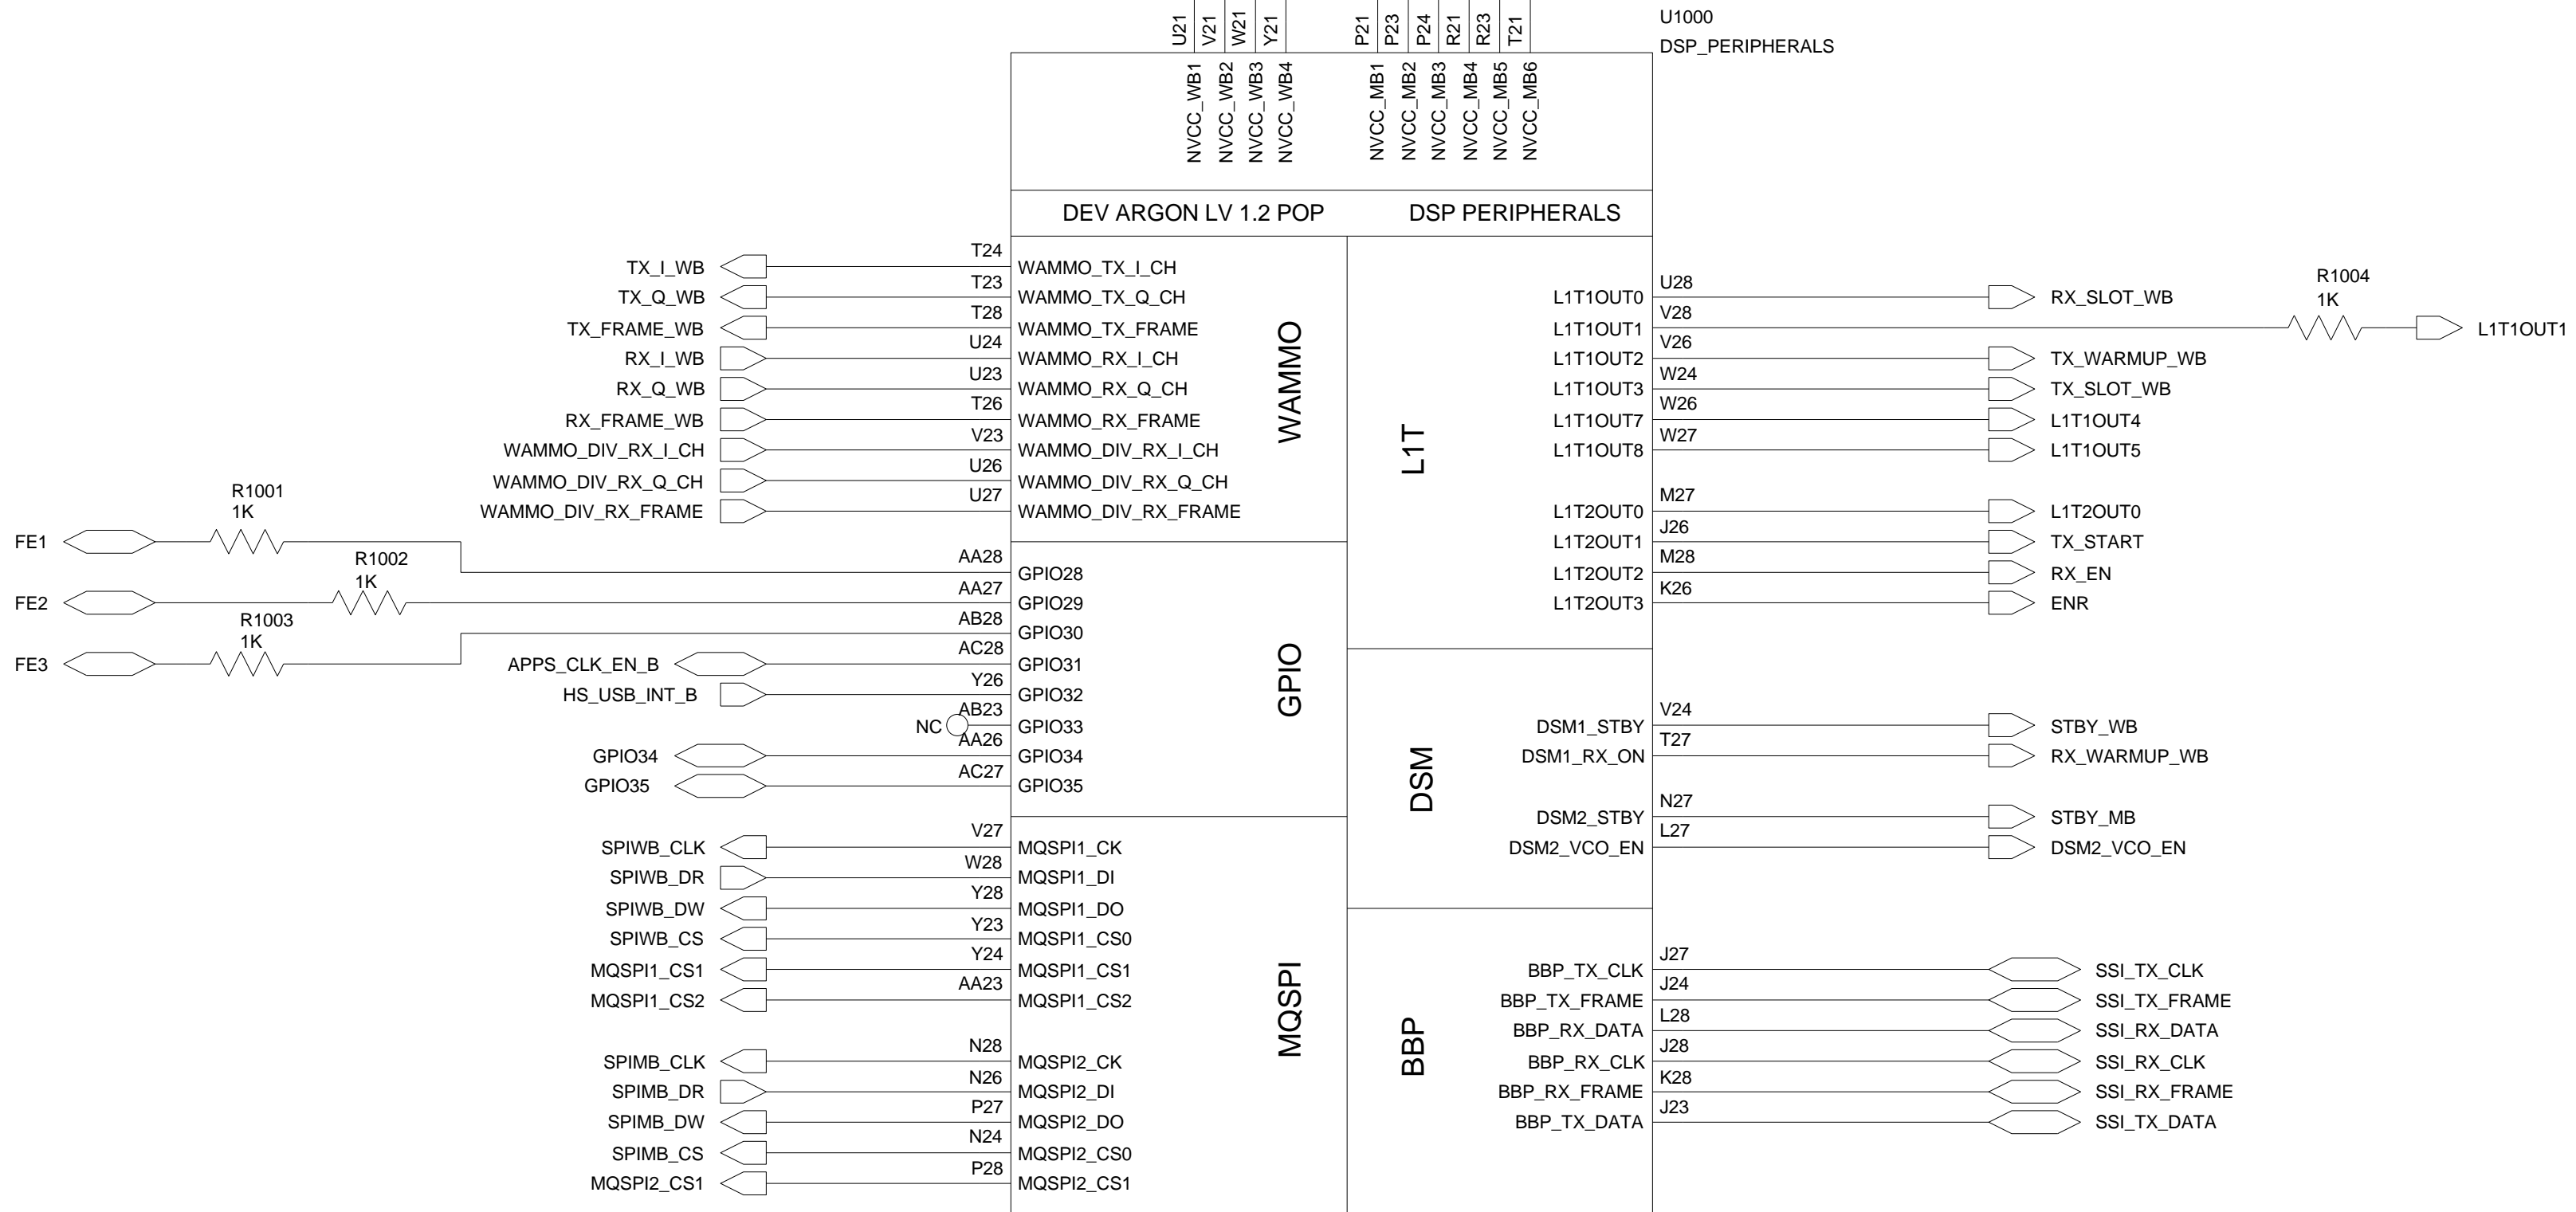 U21 V21 W21 Y21 P21 P23 P24 R21 R23 T21
U1000
DSP_PERIPHERALS
NVCC_WB1 NVCC_WB2 NVCC_WB3 NVCC_WB4 NVCC_MB1 NVCC_MB2 NVCC_MB3 NVCC_MB4 NVCC_MB5 NVCC_MB6
DEV ARGON LV 1.2 POP DSP PERIPHERALS
WAMMO
TX_I_WB T24 WAMMO_TX_I_CH
TX_Q_WB T23 WAMMO_TX_Q_CH
TX_FRAME_WB T28 WAMMO_TX_FRAME
RX_I_WB U24 WAMMO_RX_I_CH
RX_Q_WB U23 WAMMO_RX_Q_CH
RX_FRAME_WB T26 WAMMO_RX_FRAME
WAMMO_DIV_RX_I_CH V23 WAMMO_DIV_RX_I_CH
WAMMO_DIV_RX_Q_CH U26 WAMMO_DIV_RX_Q_CH
WAMMO_DIV_RX_FRAME U27 WAMMO_DIV_RX_FRAME
GPIO
R1001
1K
FE1 AA28 GPIO28
R1002
1K
FE2 AA27 GPIO29
R1003
1K
FE3 AB28 GPIO30
APPS_CLK_EN_B AC28 GPIO31
HS_USB_INT_B Y26 GPIO32
NC AB23 GPIO33
GPIO34 AA26 GPIO34
GPIO35 AC27 GPIO35
MQSPI
SPIWB_CLK V27 MQSPI1_CK
SPIWB_DR W28 MQSPI1_DI
SPIWB_DW Y28 MQSPI1_DO
SPIWB_CS Y23 MQSPI1_CS0
MQSPI1_CS1 Y24 MQSPI1_CS1
MQSPI1_CS2 AA23 MQSPI1_CS2
SPIMB_CLK N28 MQSPI2_CK
SPIMB_DR N26 MQSPI2_DI
SPIMB_DW P27 MQSPI2_DO
SPIMB_CS N24 MQSPI2_CS0
MQSPI2_CS1 P28 MQSPI2_CS1
L1T
L1T1OUT0 U28 RX_SLOT_WB
R1004
1K
L1T1OUT1 V28 L1T1OUT1
L1T1OUT2 V26 TX_WARMUP_WB
L1T1OUT3 W24 TX_SLOT_WB
L1T1OUT7 W26 L1T1OUT4
L1T1OUT8 W27 L1T1OUT5
L1T2OUT0 M27 L1T2OUT0
L1T2OUT1 J26 TX_START
L1T2OUT2 M28 RX_EN
L1T2OUT3 K26 ENR
DSM
DSM1_STBY V24 STBY_WB
DSM1_RX_ON T27 RX_WARMUP_WB
DSM2_STBY N27 STBY_MB
DSM2_VCO_EN L27 DSM2_VCO_EN
BBP
BBP_TX_CLK J27 SSI_TX_CLK
BBP_TX_FRAME J24 SSI_TX_FRAME
BBP_RX_DATA L28 SSI_RX_DATA
BBP_RX_CLK J28 SSI_RX_CLK
BBP_RX_FRAME K28 SSI_RX_FRAME
BBP_TX_DATA J23 SSI_TX_DATA